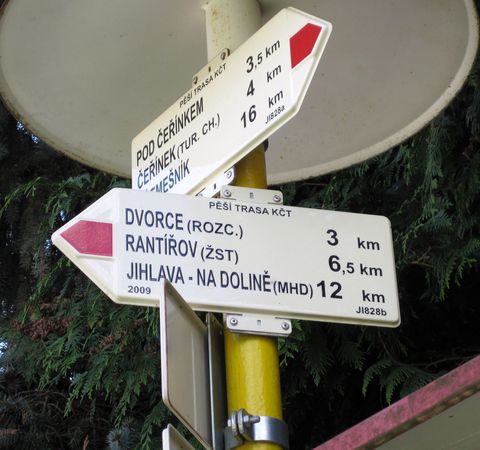 PĚŠÍ TRASA KČT
POD ČEŘÍNKEM 3,5 km
ČEŘÍNEK (TUR. CH.) 4 km
MEŠNÍK 16 km
JI828a
PĚŠÍ TRASA KČT
DVORCE (ROZC.) 3 km
RANTÍŘOV (ŽST) 6,5 km
JIHLAVA - NA DOLINĚ (MHD) 12 km
2009 JI828b